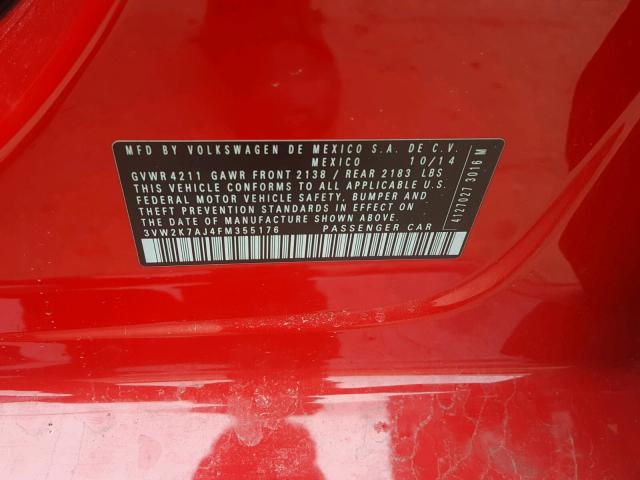 MFD BY VOLKSWAGEN DE MEXICO S.A. DE C.V.
MEXICO 10/14
GVWR4211 GAWR FRONT 2138 / REAR 2183 LBS
THIS VEHICLE CONFORMS TO ALL APPLICABLE U.S.
FEDERAL MOTOR VEHICLE SAFETY, BUMPER AND
THEFT PREVENTION STANDARDS IN EFFECT ON THE
DATE OF MANUFACTURE SHOWN ABOVE.
3VW2K7AJ4FM355176 PASSENGER CAR
4127027 3016 M